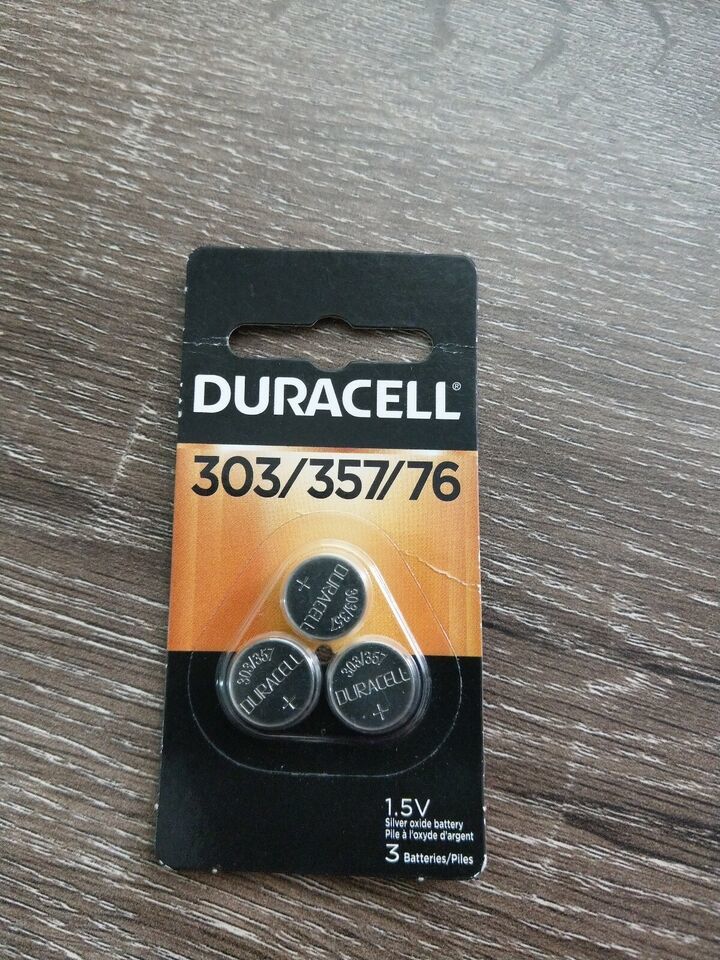 DURACELL®
303/357/76
+
DURACELL
303/357
303/357
DURACELL
+
303/357
DURACELL
+
1.5V
Silver oxide battery
Pile à l'oxyde d'argent
3 Batteries/Piles